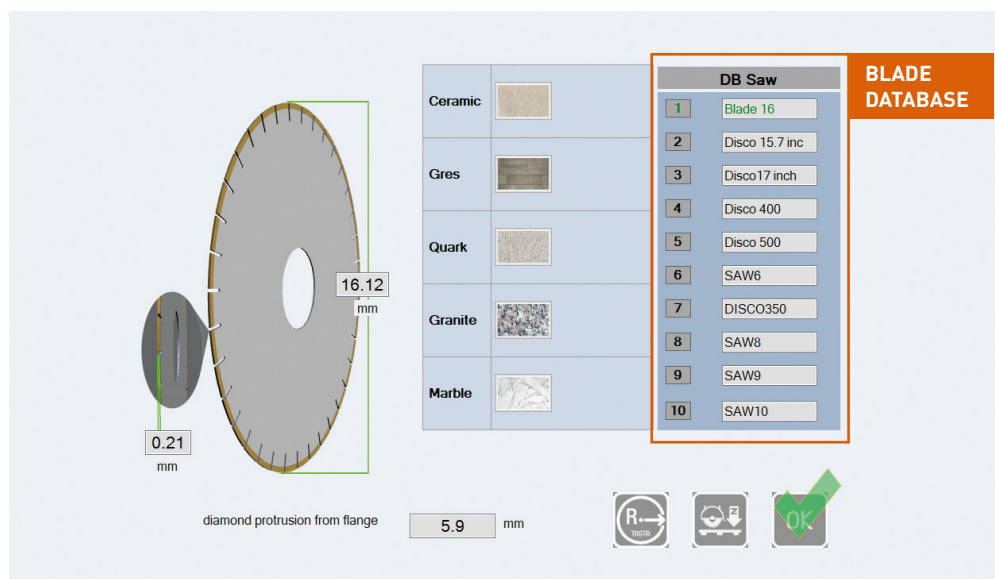 BLADE
DATABASE
DB Saw
Ceramic
Gres
Quark
Granite
Marble
1 Blade 16
2 Disco 15.7 inc
3 Disco17 inch
4 Disco 400
5 Disco 500
6 SAW6
7 DISCO350
8 SAW8
9 SAW9
10 SAW10
16.12
mm
0.21
mm
diamond protrusion from flange 5.9 mm
R
TASTA
Z
OK